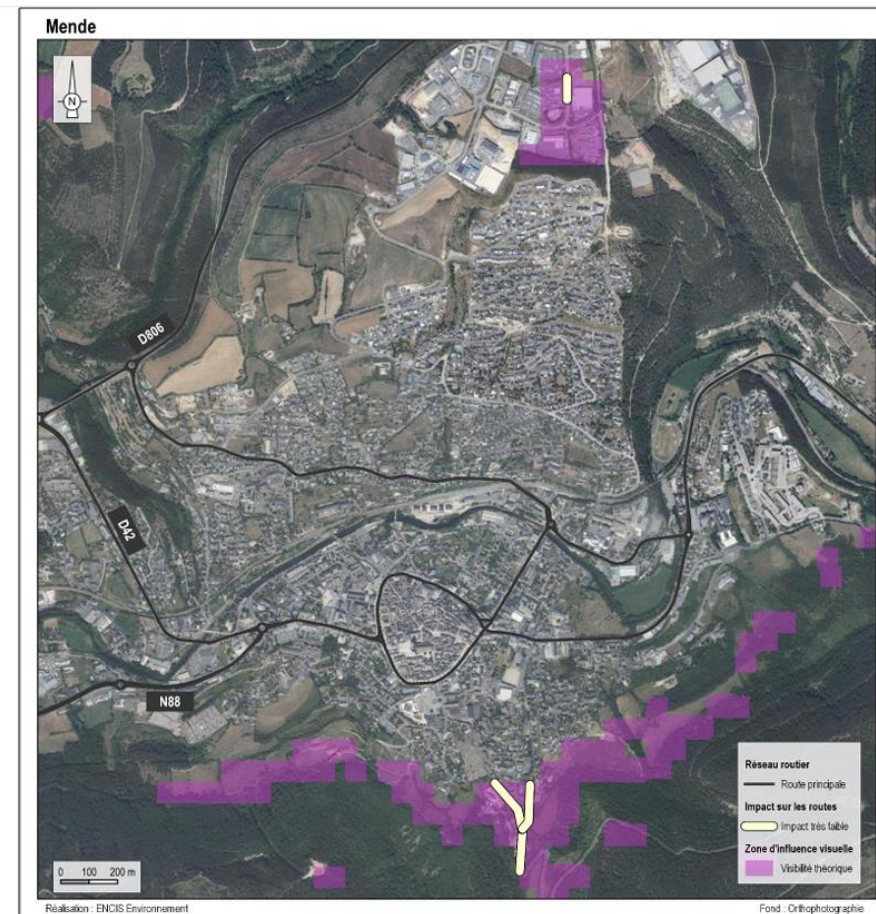 Mende
N
D806
D42
N88
Réseau routier
Route principale
Impact sur les routes
Impact très faible
Zone d'influence visuelle
Visibilité théorique
0 100 200 m
Réalisation : ENCIS Environnement
Fond : Orthophotographie